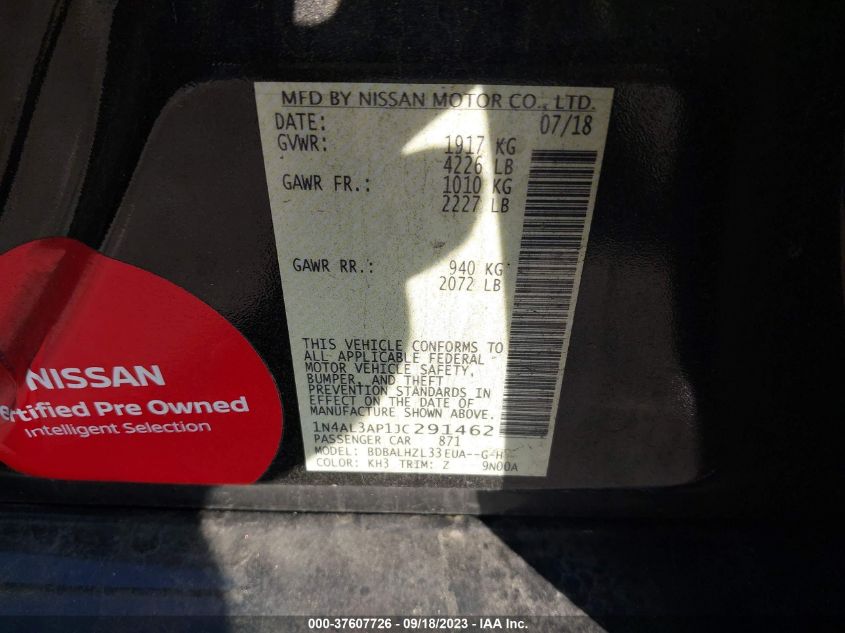 MFD BY NISSAN MOTOR CO., LTD.
DATE: 07/18
GVWR: 1917 KG
4226 LB
GAWR FR.: 1010 KG
2227 LB
GAWR RR.: 940 KG
2072 LB
THIS VEHICLE CONFORMS TO
ALL APPLICABLE FEDERAL
MOTOR VEHICLE SAFETY,
BUMPER, AND THEFT
PREVENTION STANDARDS IN
EFFECT ON THE DATE OF
MANUFACTURE SHOWN ABOVE.
1N4AL3AP1JC291462
PASSENGER CAR 871
MODEL: BDBALHZL33EUA--G-H-
COLOR: KH3 TRIM: Z 9N00A
NISSAN
ertified Pre Owned
Intelligent Selection
000-37607726 - 09/18/2023 - IAA Inc.